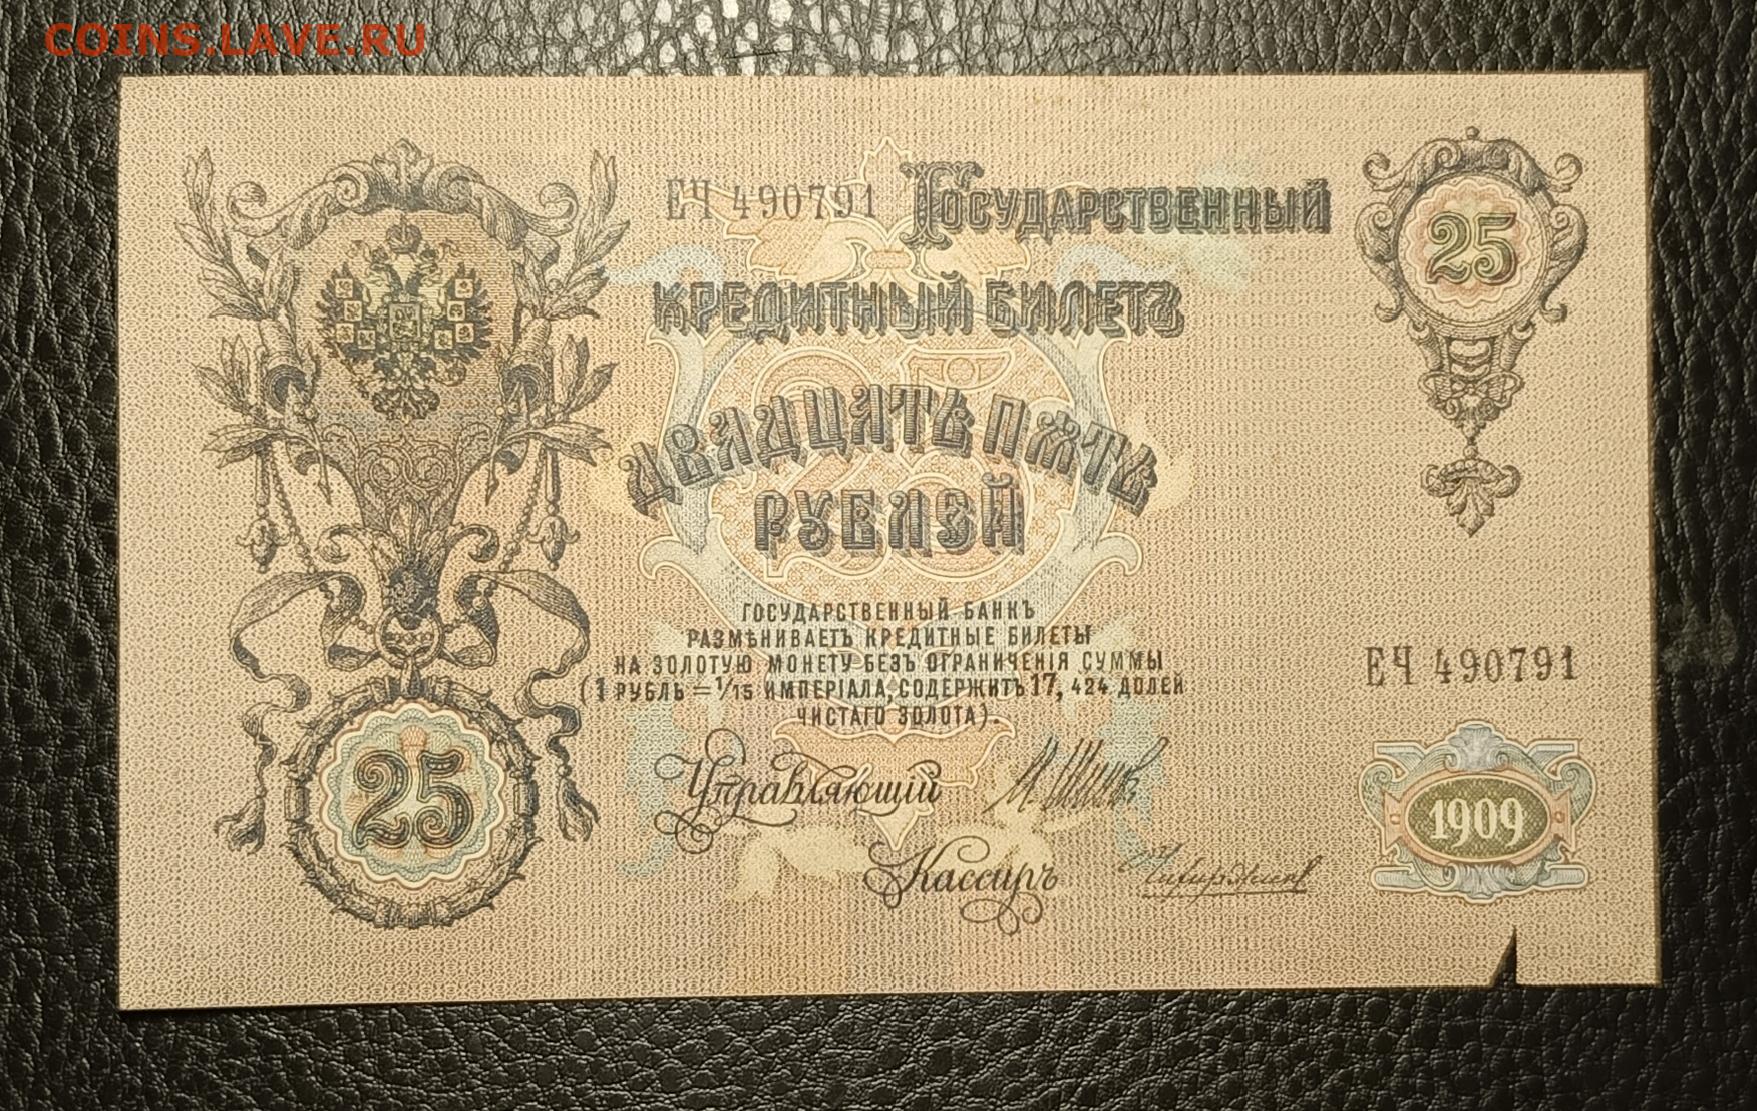 COINS.LAVE.RU
ЕЧ 490791 Государственный 25
Кредитный Билетъ
Двадцать Пять
Рублей
ГОСУДАРСТВЕННЫЙ БАНКЪ
РАЗМѢНИВАЕТЪ КРЕДИТНЫЕ БИЛЕТЫ
НА ЗОЛОТУЮ МОНЕТУ БЕЗЪ ОГРАНИЧЕНІЯ СУММЫ
(1 РУБЛЬ = 1/15 ИМПЕРІАЛА, СОДЕРЖИТЪ 17, 424 ДОЛЕЙ
ЧИСТАГО ЗОЛОТА).
ЕЧ 490791
25
Управляющій И. Шипов
Кассиръ
1909
25